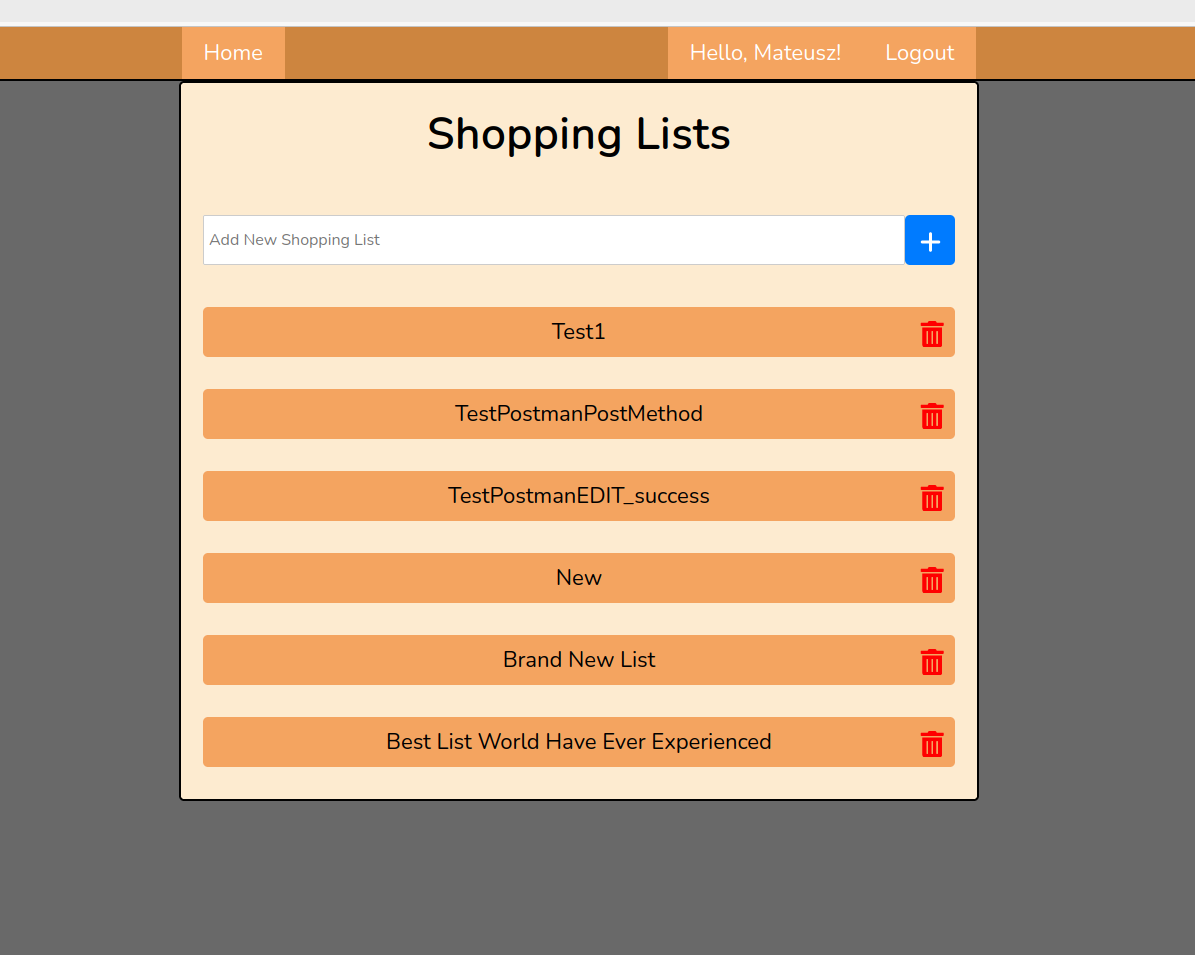 Home Hello, Mateusz! Logout
Shopping Lists
Add New Shopping List
Test1
TestPostmanPostMethod
TestPostmanEDIT_success
New
Brand New List
Best List World Have Ever Experienced